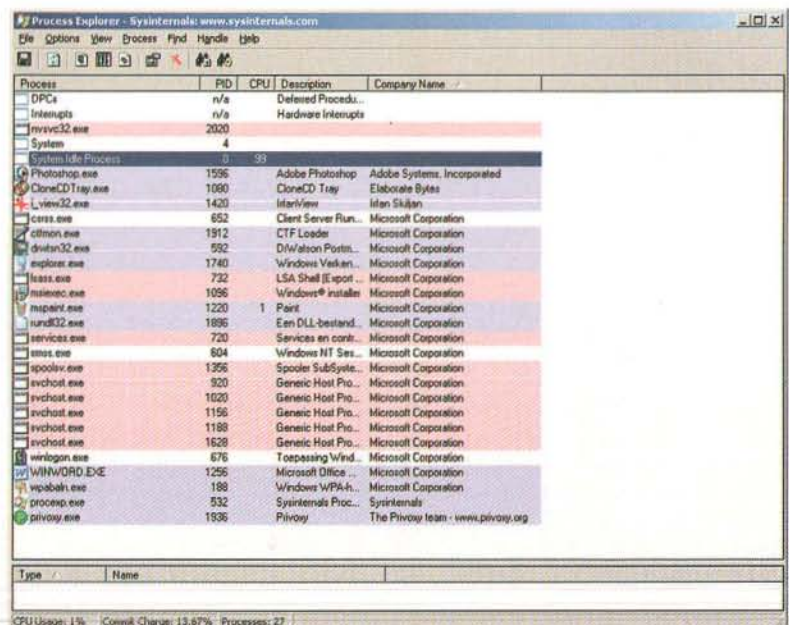 Process Explorer - Sysinternals: www.sysinternals.com
File Options View Process Find Handle Help
Process PID CPU Description Company Name
DPCs n/a Deferred Procedu...
Interrupts n/a Hardware Interrupts
nvsvc32.exe 2020
System 4
System Idle Process 0 99
Photoshop.exe 1596 Adobe Photoshop Adobe Systems, Incorporated
CloneCDTray.exe 1080 CloneCD Tray Elaborate Bytes
i_view32.exe 1420 IrfanView Irfan Skiljan
csrss.exe 652 Client Server Run... Microsoft Corporation
ctfmon.exe 1912 CTF Loader Microsoft Corporation
drwtsn32.exe 592 DrWatson Postm... Microsoft Corporation
explorer.exe 1740 Windows Verken... Microsoft Corporation
lsass.exe 732 LSA Shell (Export ... Microsoft Corporation
msiexec.exe 1096 Windows® installer Microsoft Corporation
mspaint.exe 1220 1 Paint Microsoft Corporation
rundll32.exe 1896 Een DLL-bestand... Microsoft Corporation
services.exe 720 Services en contr... Microsoft Corporation
smss.exe 604 Windows NT Ses... Microsoft Corporation
spoolsv.exe 1356 Spooler SubSyste... Microsoft Corporation
svchost.exe 920 Generic Host Pro... Microsoft Corporation
svchost.exe 1020 Generic Host Pro... Microsoft Corporation
svchost.exe 1156 Generic Host Pro... Microsoft Corporation
svchost.exe 1188 Generic Host Pro... Microsoft Corporation
svchost.exe 1628 Generic Host Pro... Microsoft Corporation
winlogon.exe 676 Toepassing Wind... Microsoft Corporation
WINWORD.EXE 1256 Microsoft Office ... Microsoft Corporation
wpabaln.exe 188 Windows WPA-h... Microsoft Corporation
procexp.exe 532 Sysinternals Proc... Sysinternals
privoxy.exe 1936 Privoxy The Privoxy team - www.privoxy.org
Type Name
CPU Usage: 1% Commit Charge: 13.67% Processes: 27